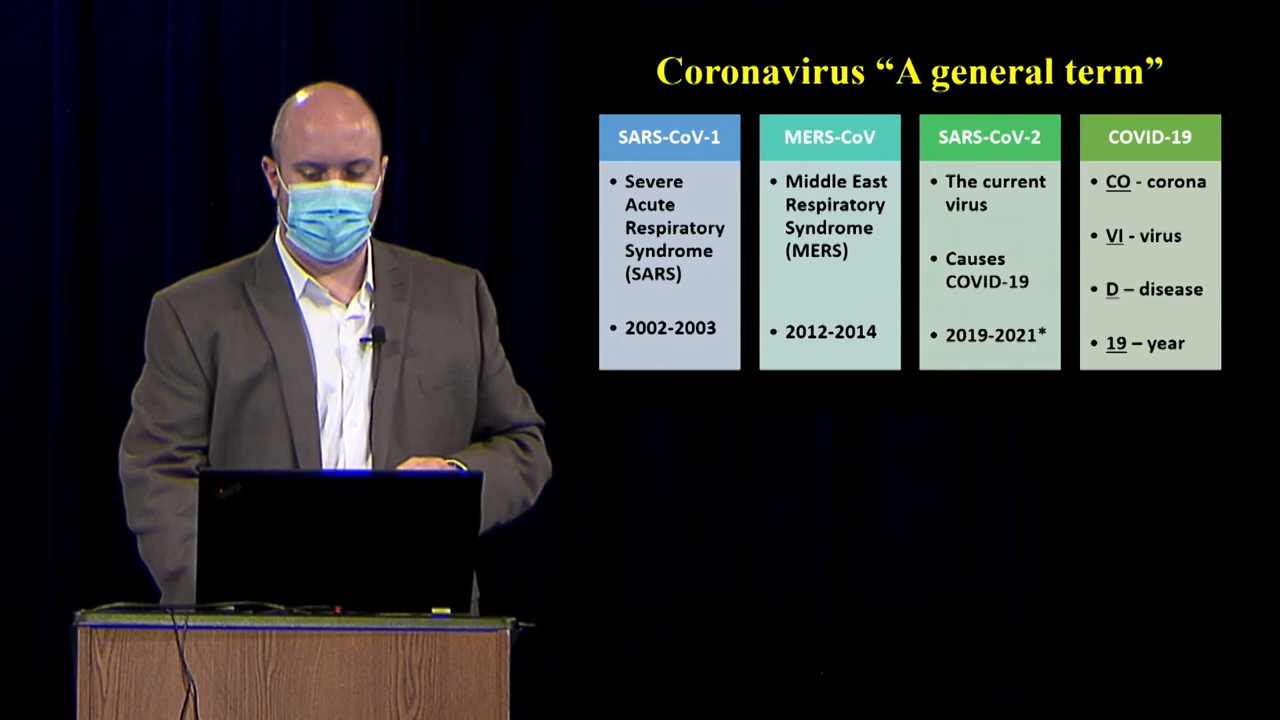 Coronavirus “A general term”
SARS-CoV-1
• Severe
Acute
Respiratory
Syndrome
(SARS)
• 2002-2003
MERS-CoV
• Middle East
Respiratory
Syndrome
(MERS)
• 2012-2014
SARS-CoV-2
• The current
virus
• Causes
COVID-19
• 2019-2021*
COVID-19
• CO - corona
• VI - virus
• D – disease
• 19 – year